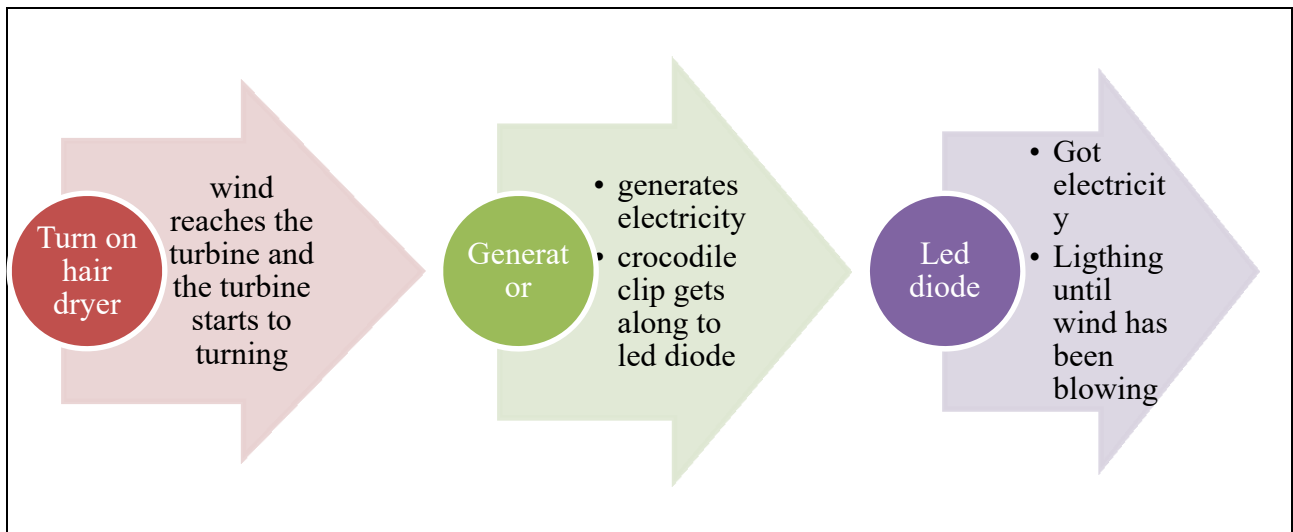 Turn on
hair
dryer
wind
reaches the
turbine and
the turbine
starts to
turning
Generat
or
• generates
electricity
• crocodile
clip gets
along to
led diode
Led
diode
• Got
electricit
y
• Ligthing
until
wind has
been
blowing